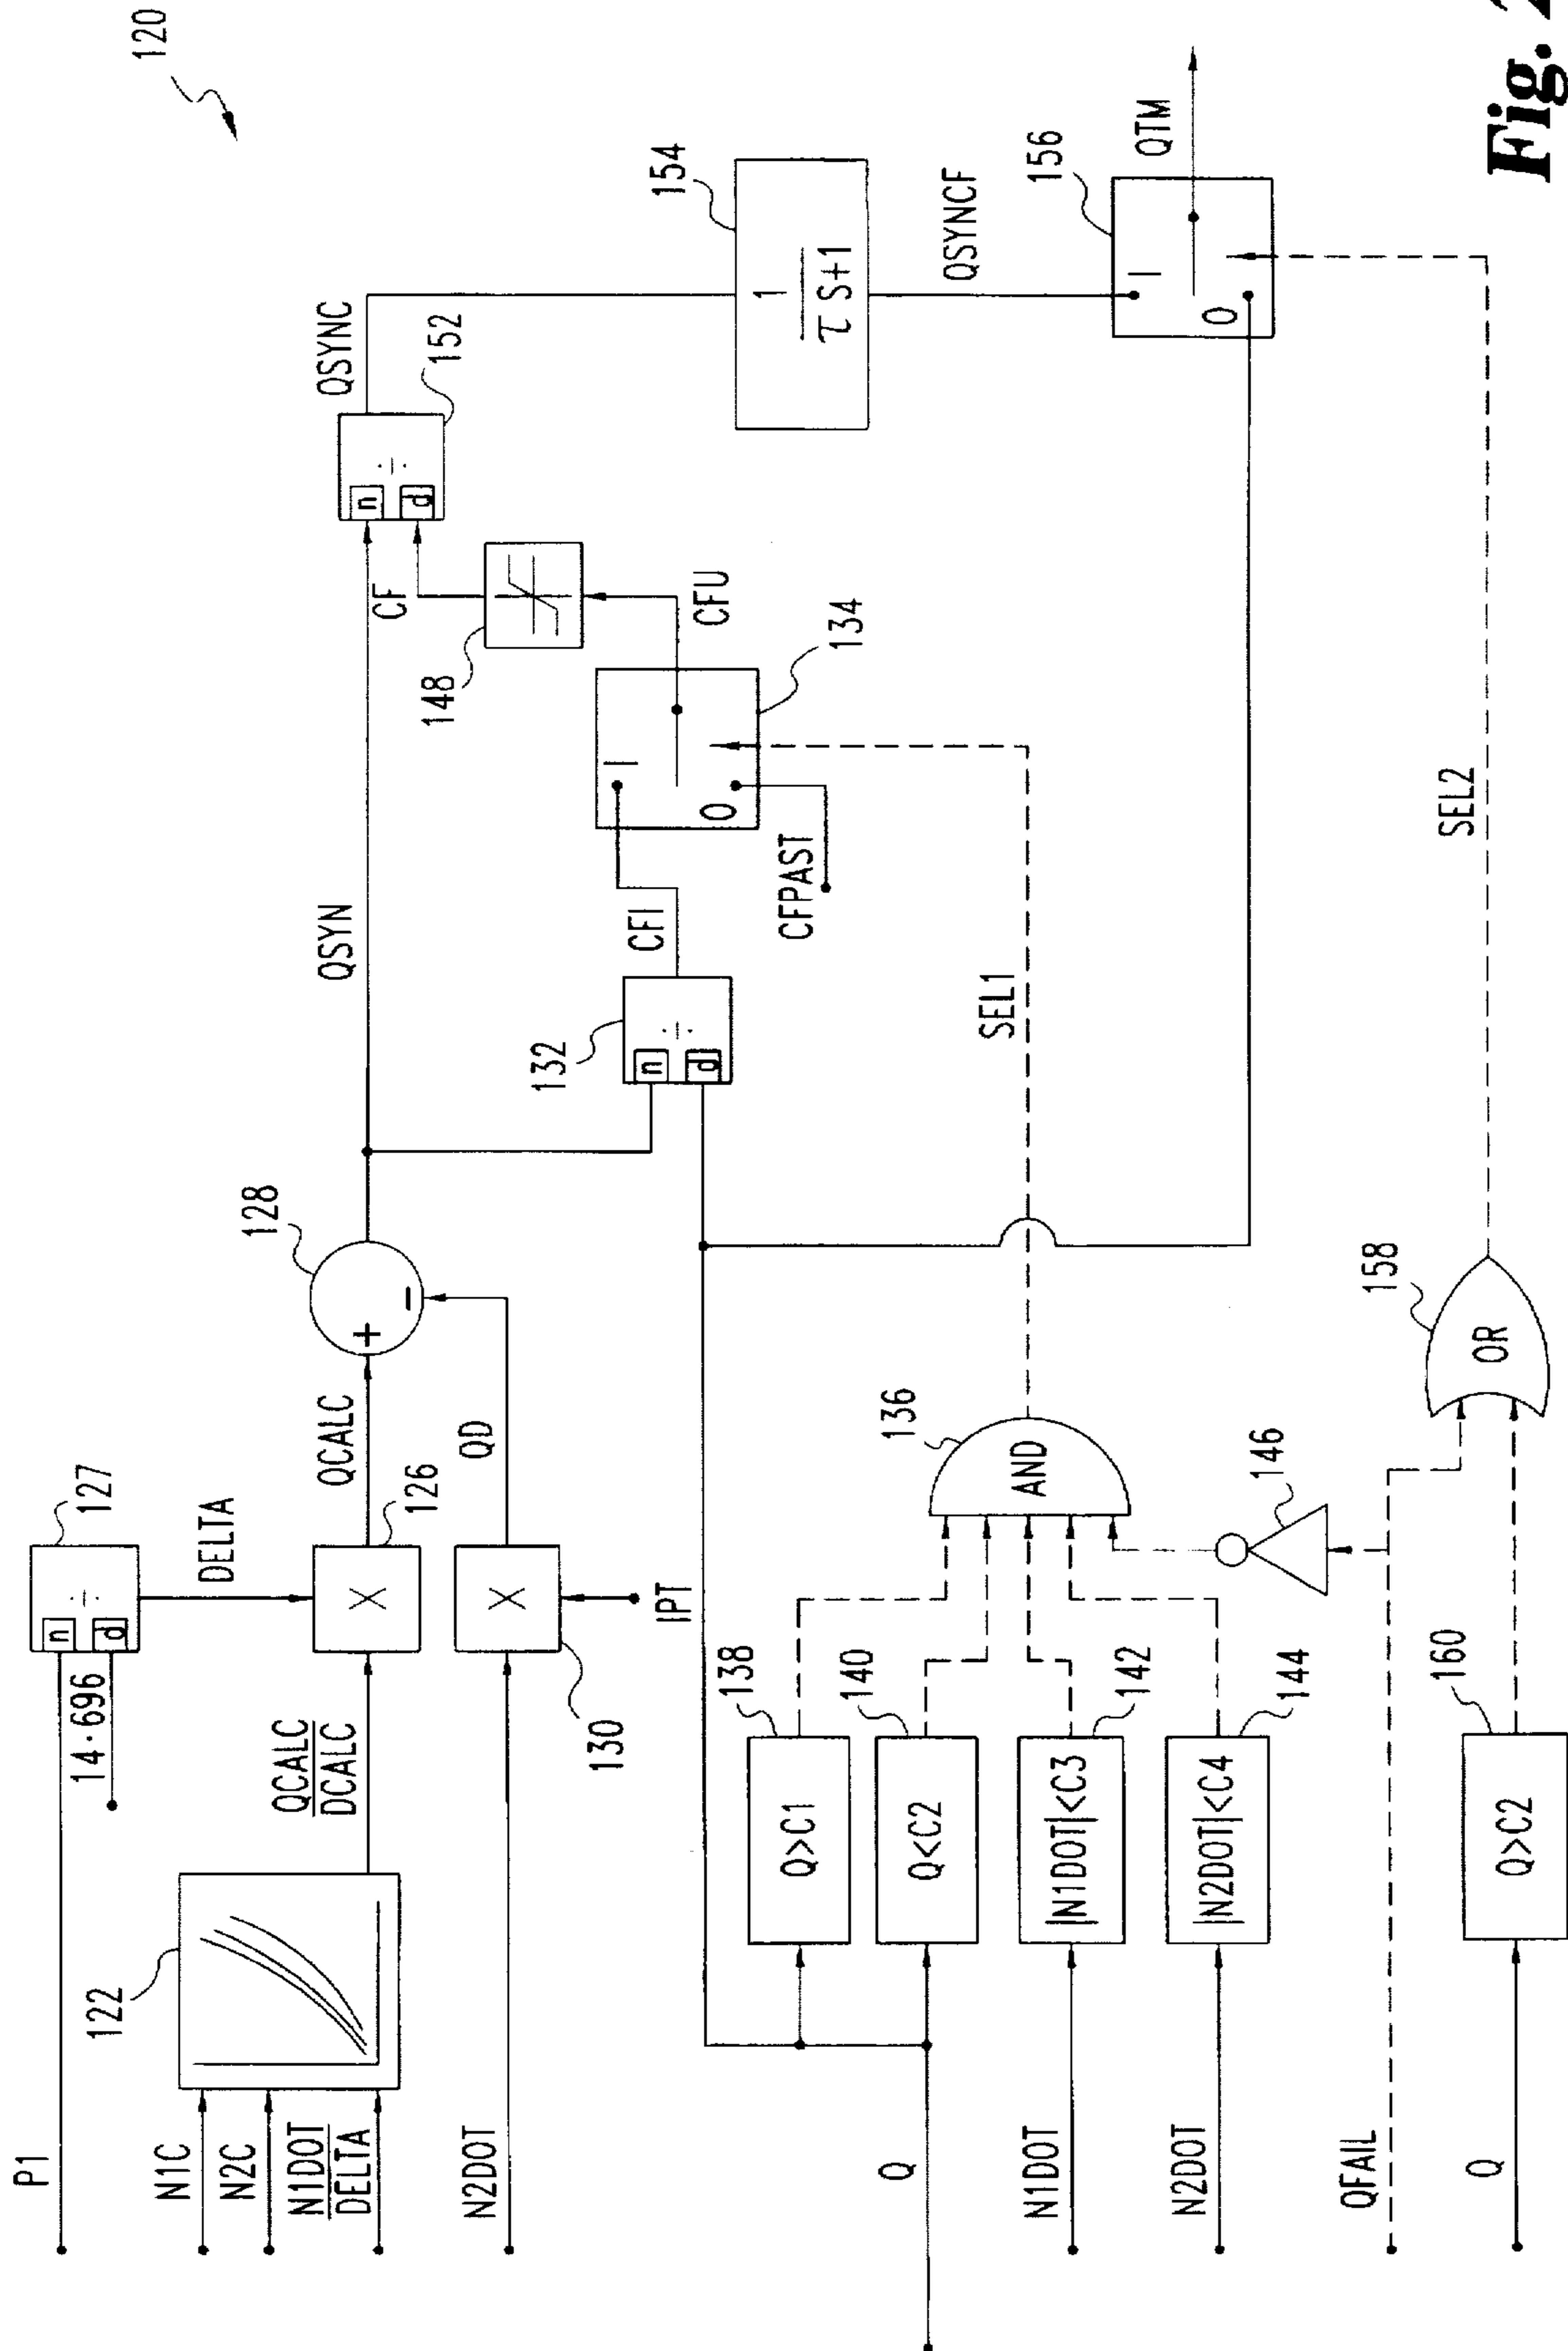 120
P1
n
d
÷
127
14.696
DELTA
N1C
N2C
N1DOT
DELTA
122
QCALC
DCALC
X
126
QCALC
+
−
128
QSYN
N2DOT
X
130
IPT
QD
n
d
÷
132
CFI
CFPAST
1
0
134
CFU
148
CF
n
d
÷
152
QSYNC
1
τ S+1
154
QSYNCF
1
0
156
QTM
Q
Q>C1
138
Q<C2
140
N1DOT
|N1DOT|<C3
142
N2DOT
|N2DOT|<C4
144
AND
136
146
SEL1
QFAIL
Q
Q>C2
160
OR
158
SEL2
Fig.